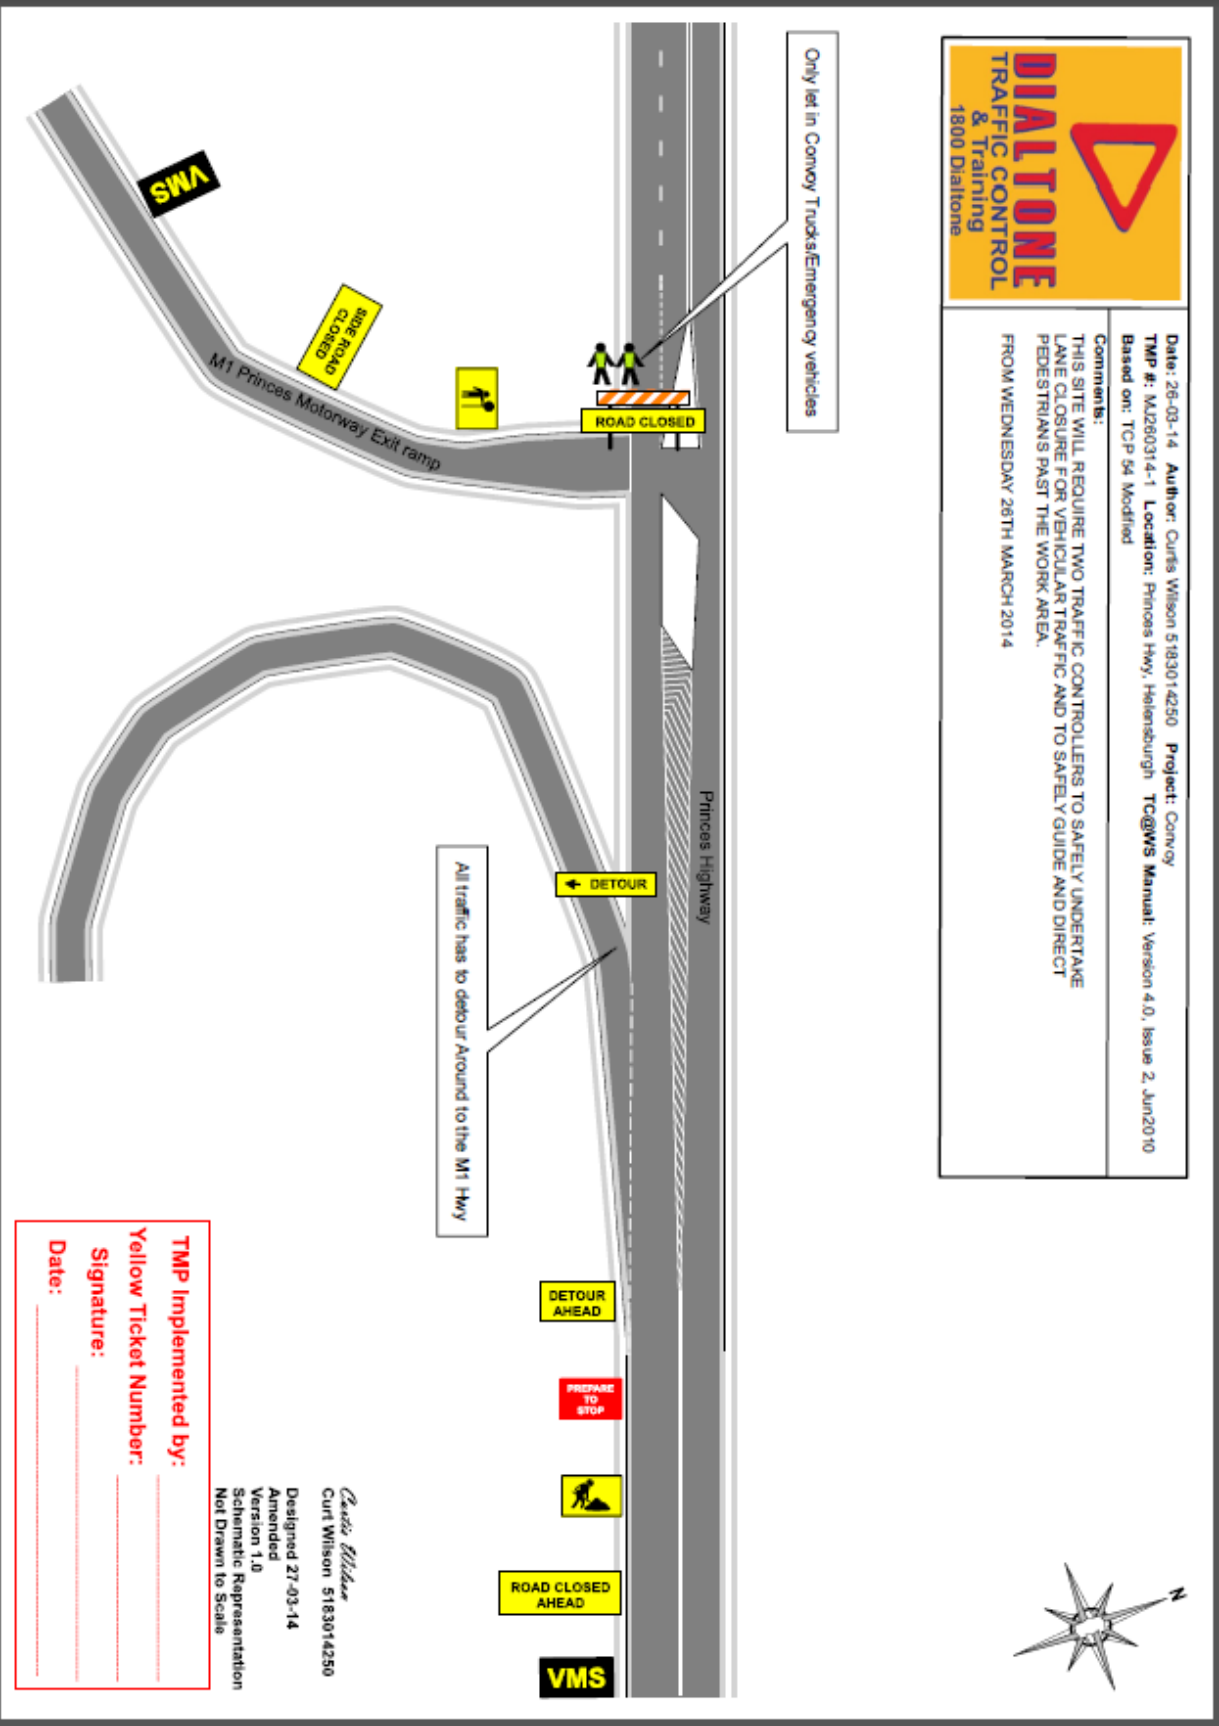 DIALTONE
TRAFFIC CONTROL
& Training
1800 Dialtone
Date: 26-03-14 Author: Curtis Wilson 5183014250 Project: Convoy
TMP #: MJ260314-1 Location: Princes Hwy, Helensburgh TC@WS Manual: Version 4.0, Issue 2, Jun2010
Based on: TCP 54 Modified
Comments:
THIS SITE WILL REQUIRE TWO TRAFFIC CONTROLLERS TO SAFELY UNDERTAKE
LANE CLOSURE FOR VEHICULAR TRAFFIC AND TO SAFELY GUIDE AND DIRECT
PEDESTRIANS PAST THE WORK AREA.
FROM WEDNESDAY 26TH MARCH 2014
Only let in Convoy Trucks/Emergency vehicles
VMS
SIDE ROAD
CLOSED
M1 Princes Motorway Exit ramp
ROAD CLOSED
Princes Highway
DETOUR
All traffic has to detour Around to the M1 Hwy
DETOUR
AHEAD
PREPARE
TO
STOP
ROAD CLOSED
AHEAD
VMS
N
Curtis Wilson
Curt Wilson 5183014250
Designed 27-03-14
Amended
Version 1.0
Schematic Representation
Not Drawn to Scale
TMP Implemented by:
Yellow Ticket Number:
Signature:
Date: